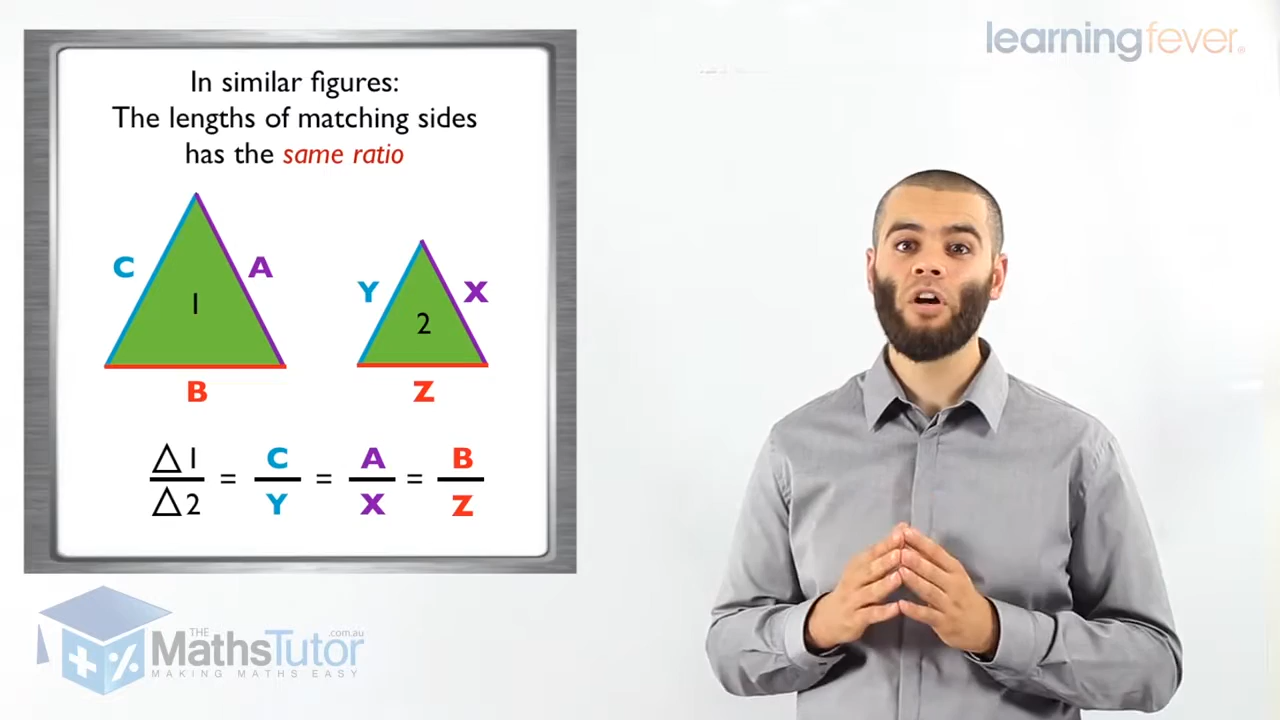 In similar figures:
The lengths of matching sides
has the same ratio
C
A
1
B
Y
X
2
Z
△1/△2 = C/Y = A/X = B/Z
learningfever®
THE
MathsTutor
.com.au
MAKING MATHS EASY